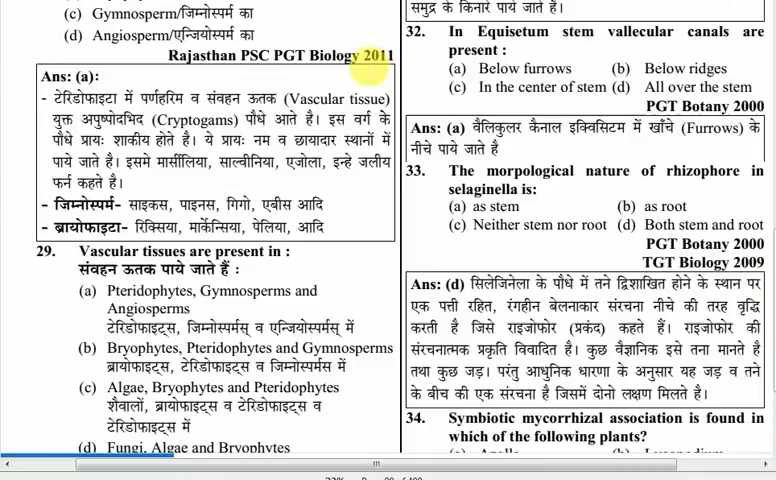 (c) Gymnosperm/जिम्नोस्पर्म का
(d) Angiosperm/एन्जियोस्पर्म का
Rajasthan PSC PGT Biology 2011
Ans: (a):
- टेरिडोफाइटा में पर्णहरिम व संवहन ऊतक (Vascular tissue)
युक्त अपुष्पोदभिद (Cryptogams) पौधे आते है। इस वर्ग के
पौधे प्रायः शाकीय होते है। ये प्रायः नम व छायादार स्थानों में
पाये जाते है। इसमे मार्सीलिया, साल्वीनिया, एजोला, इन्हे जलीय
फर्न कहते है।
- जिम्नोस्पर्म- साइकस, पाइनस, गिगो, एबीस आदि
- ब्रायोफाइटा- रिक्सिया, मार्केन्सिया, पेलिया, आदि
29. Vascular tissues are present in :
संवहन ऊतक पाये जाते हैं :
(a) Pteridophytes, Gymnosperms and
Angiosperms
टेरिडोफाइट्स, जिम्नोस्पर्मस् व एन्जियोस्पर्मस् में
(b) Bryophytes, Pteridophytes and Gymnosperms
ब्रायोफाइट्स, टेरिडोफाइट्स व जिम्नोस्पर्मस में
(c) Algae, Bryophytes and Pteridophytes
शैवालों, ब्रायोफाइट्स व टेरिडोफाइट्स व
टेरिडोफाइट्स में
(d) Fungi, Algae and Bryophytes
समुद्र के किनारे पाये जाते है।
32. In Equisetum stem vallecular canals are
present :
(a) Below furrows (b) Below ridges
(c) In the center of stem (d) All over the stem
PGT Botany 2000
Ans: (a) वैलिकुलर कैनाल इक्विसिटम में खाँचे (Furrows) के
नीचे पाये जाते है
33. The morpological nature of rhizophore in
selaginella is:
(a) as stem (b) as root
(c) Neither stem nor root (d) Both stem and root
PGT Botany 2000
TGT Biology 2009
Ans: (d) सिलेजिनेला के पौधे में तने द्विशाखित होने के स्थान पर
एक पत्ती रहित, रंगहीन बेलनाकार संरचना नीचे की तरह वृद्धि
करती है जिसे राइजोफोर (प्रकंद) कहते हैं। राइजोफोर की
संरचनात्मक प्रकृति विवादित है। कुछ वैज्ञानिक इसे तना मानते है
तथा कुछ जड़। परंतु आधुनिक धारणा के अनुसार यह जड़ व तने
के बीच की एक संरचना है जिसमें दोनो लक्षण मिलते है।
34. Symbiotic mycorrhizal association is found in
which of the following plants?